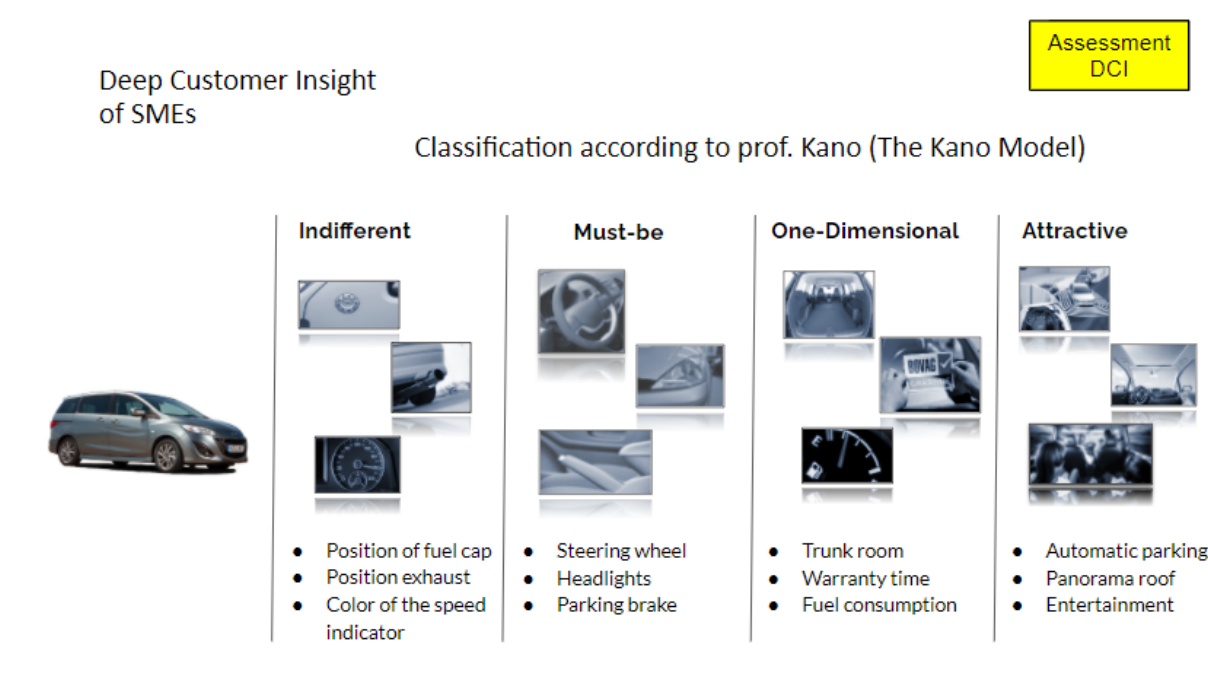 Assessment
DCI
Deep Customer Insight
of SMEs
Classification according to prof. Kano (The Kano Model)
Indifferent
Must-be
One-Dimensional
Attractive
BOVAG
● Position of fuel cap
● Position exhaust
● Color of the speed
indicator
● Steering wheel
● Headlights
● Parking brake
● Trunk room
● Warranty time
● Fuel consumption
● Automatic parking
● Panorama roof
● Entertainment